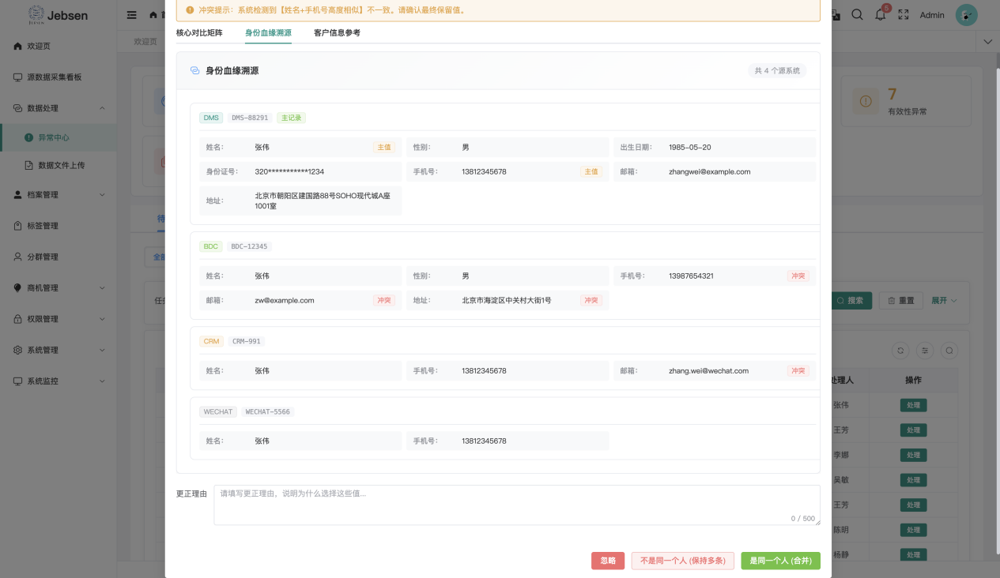 Jebsen
首
5
Admin
欢迎页
源数据采集看板
数据处理
异常中心
数据文件上传
档案管理
标签管理
分群管理
商机管理
权限管理
系统管理
系统监控
欢迎页
冲突提示：系统检测到【姓名+手机号高度相似】不一致。请确认最终保留值。
核心对比矩阵 身份血缘溯源 客户信息参考
身份血缘溯源 共 4 个源系统
DMS DMS-88291 主记录
姓名： 张伟 主值 性别： 男 出生日期： 1985-05-20
身份证号： 320***********1234 手机号： 13812345678 主值 邮箱： zhangwei@example.com
地址： 北京市朝阳区建国路88号SOHO现代城A座
1001室
BDC BDC-12345
姓名： 张伟 性别： 男 手机号： 13987654321 冲突
邮箱： zw@example.com 冲突 地址： 北京市海淀区中关村大街1号 冲突
CRM CRM-991
姓名： 张伟 手机号： 13812345678 邮箱： zhang.wei@wechat.com 冲突
WECHAT WECHAT-5566
姓名： 张伟 手机号： 13812345678
更正理由 请填写更正理由，说明为什么选择这些值...
0 / 500
忽略 不是同一个人 (保持多条) 是同一个人 (合并)
7
有效性异常
待
全部
任务
搜索 重置 展开
处理人 操作
张伟 处理
王芳 处理
李娜 处理
吴敏 处理
王芳 处理
陈明 处理
杨静 处理